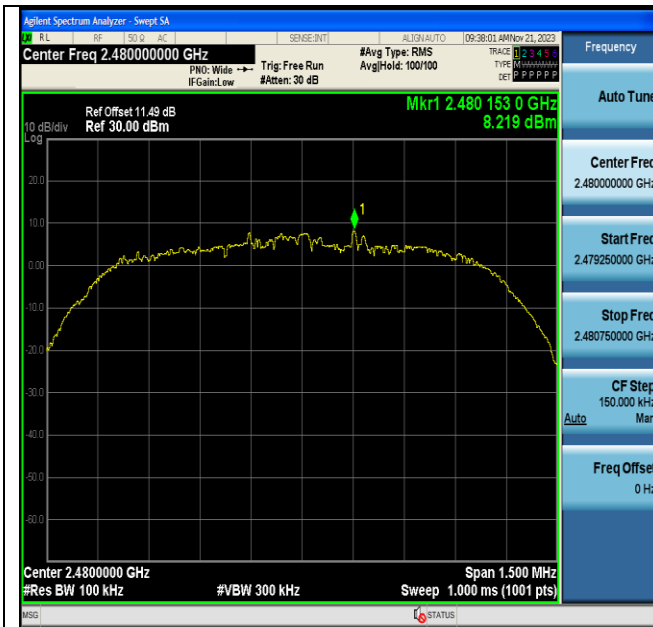 Agilent Spectrum Analyzer - Swept SA
RL RF 50 Ω AC SENSE:INT ALIGNAUTO 09:38:01 AM Nov 21, 2023
Center Freq 2.480000000 GHz
PNO: Wide
IFGain:Low
Trig: Free Run
#Atten: 30 dB
#Avg Type: RMS
Avg|Hold: 100/100
TRACE 1 2 3 4 5 6
TYPE M
DET P P P P P P
Mkr1 2.480 153 0 GHz
8.219 dBm
Ref Offset 11.49 dB
10 dB/div Ref 30.00 dBm
Log
1
20.0
10.0
0.00
-10.0
-20.0
-30.0
-40.0
-50.0
-60.0
Center 2.4800000 GHz Span 1.500 MHz
#Res BW 100 kHz #VBW 300 kHz Sweep 1.000 ms (1001 pts)
MSG STATUS
Frequency
Auto Tune
Center Freq
2.480000000 GHz
Start Freq
2.479250000 GHz
Stop Freq
2.480750000 GHz
CF Step
150.000 kHz
Auto Man
Freq Offset
0 Hz